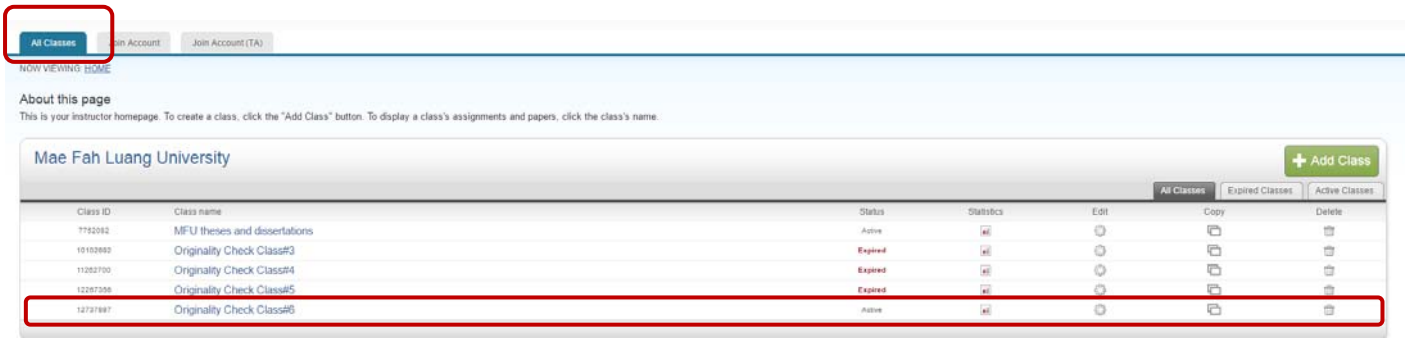 All Classes Join Account Join Account (TA)
NOW VIEWING: HOME
About this page
This is your instructor homepage. To create a class, click the "Add Class" button. To display a class's assignments and papers, click the class's name.
Mae Fah Luang University
Add Class
All Classes Expired Classes Active Classes
Class ID Class name Status Statistics Edit Copy Delete
7752092 MFU theses and dissertations Active
Originality Check Class#3 Expired
11262700 Originality Check Class#4 Expired
12267356 Originality Check Class#5 Expired
Originality Check Class#6 Active